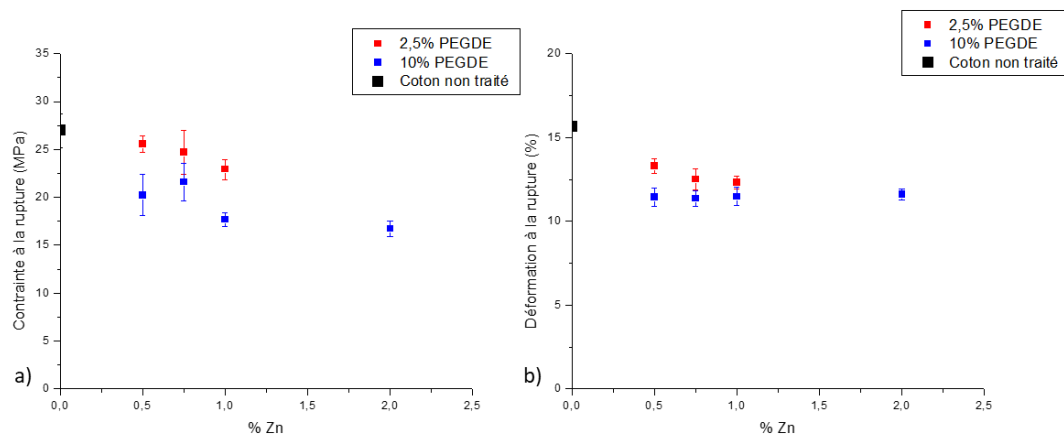 2,5% PEGDE
10% PEGDE
Coton non traité
35
30
25
20
15
10
5
0
Contrainte à la rupture (MPa)
0,0 0,5 1,0 1,5 2,0 2,5
% Zn
a)
2,5% PEGDE
10% PEGDE
Coton non traité
20
15
10
5
0
Déformation à la rupture (%)
0,0 0,5 1,0 1,5 2,0 2,5
% Zn
b)